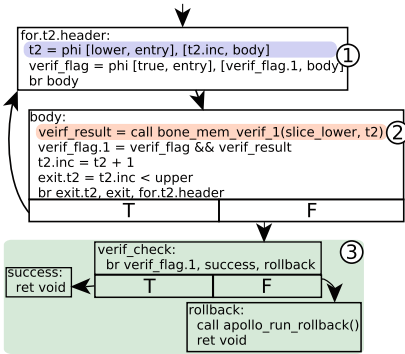 for.t2.header:
t2 = phi [lower, entry], [t2.inc, body]
verif_flag = phi [true, entry], [verif_flag.1, body]
br body
1
body:
veirf_result = call bone_mem_verif_1(slice_lower, t2)
verif_flag.1 = verif_flag && verif_result
t2.inc = t2 + 1
exit.t2 = t2.inc < upper
br exit.t2, exit, for.t2.header
2
T F
3
verif_check:
br verif_flag.1, success, rollback
T F
success:
ret void
rollback:
call apollo_run_rollback()
ret void